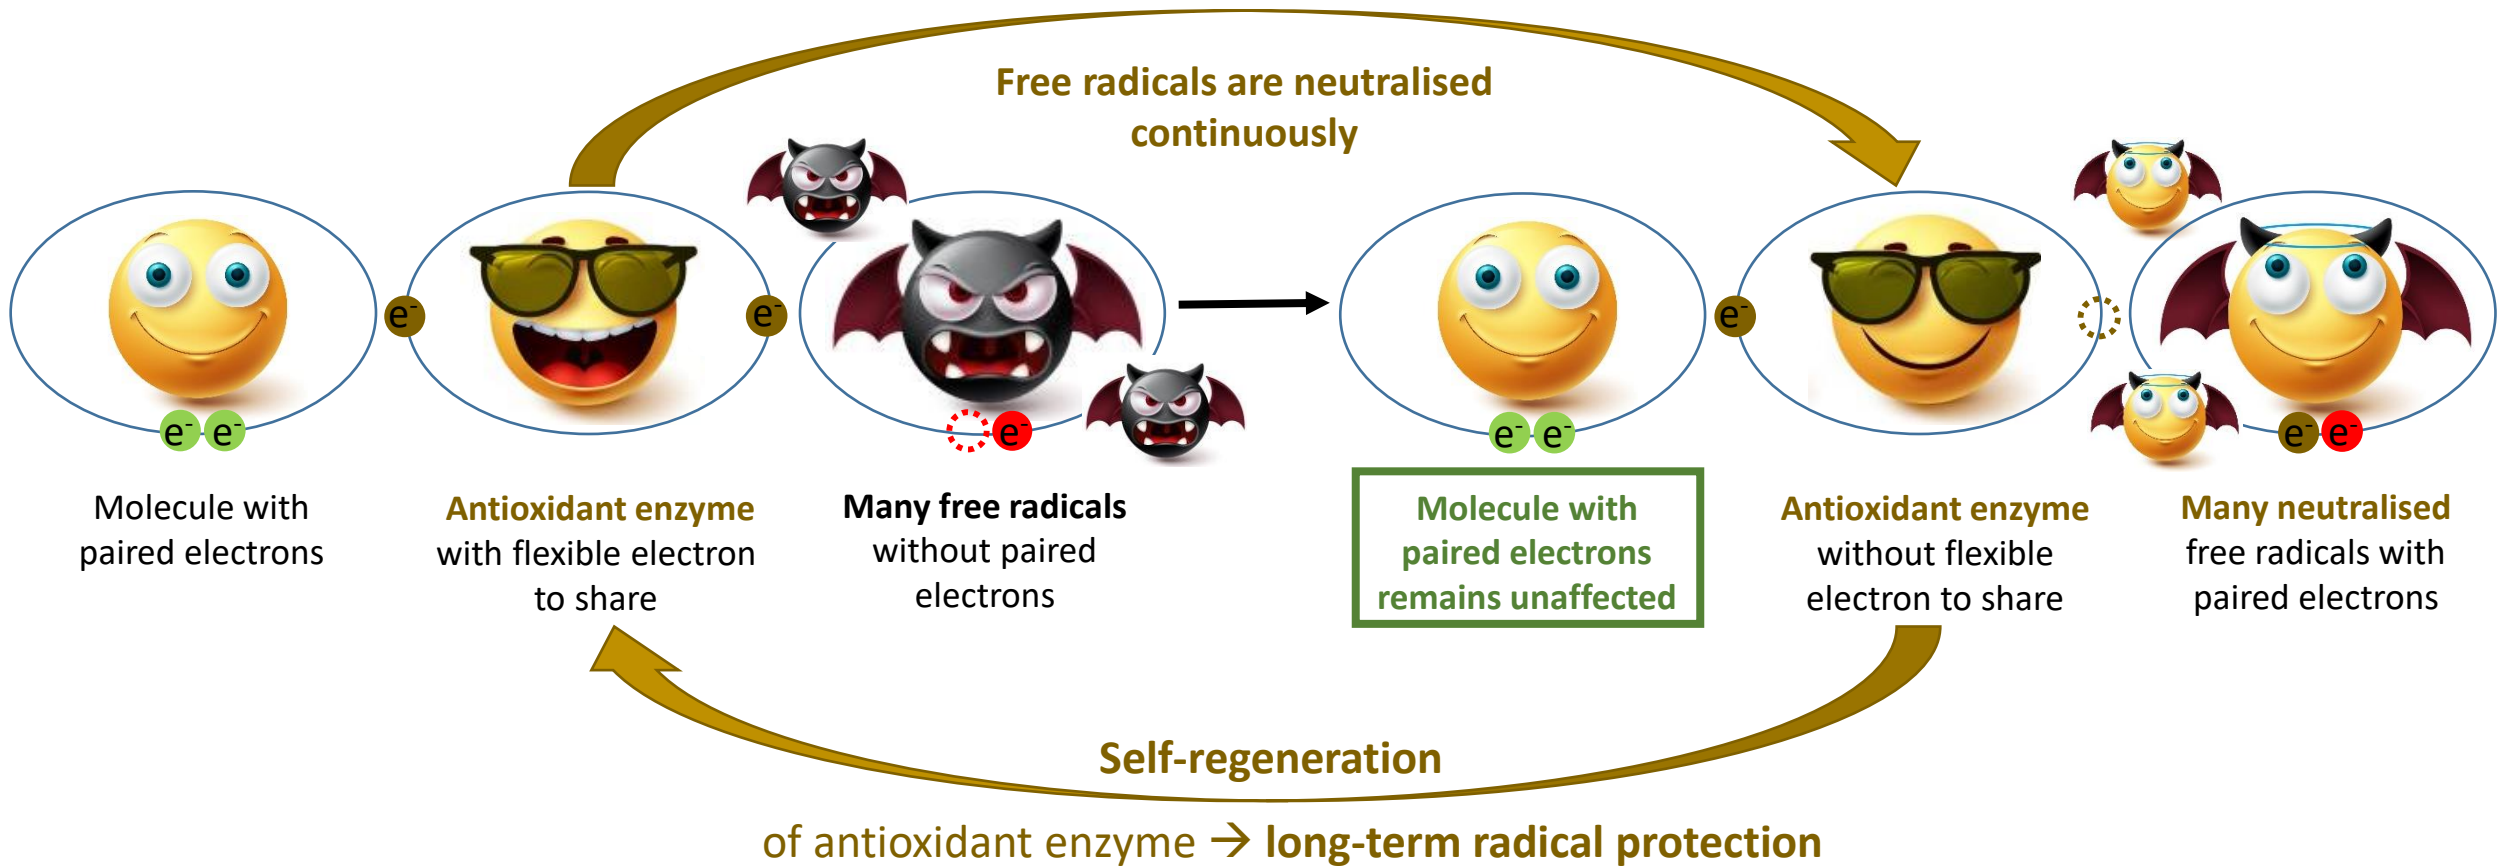 Free radicals are neutralised
continuously
e⁻
e⁻
e⁻
e⁻ e⁻
e⁻
e⁻ e⁻
e⁻ e⁻
Molecule with
paired electrons
Antioxidant enzyme
with flexible electron
to share
Many free radicals
without paired
electrons
Molecule with
paired electrons
remains unaffected
Antioxidant enzyme
without flexible
electron to share
Many neutralised
free radicals with
paired electrons
Self-regeneration
of antioxidant enzyme → long-term radical protection